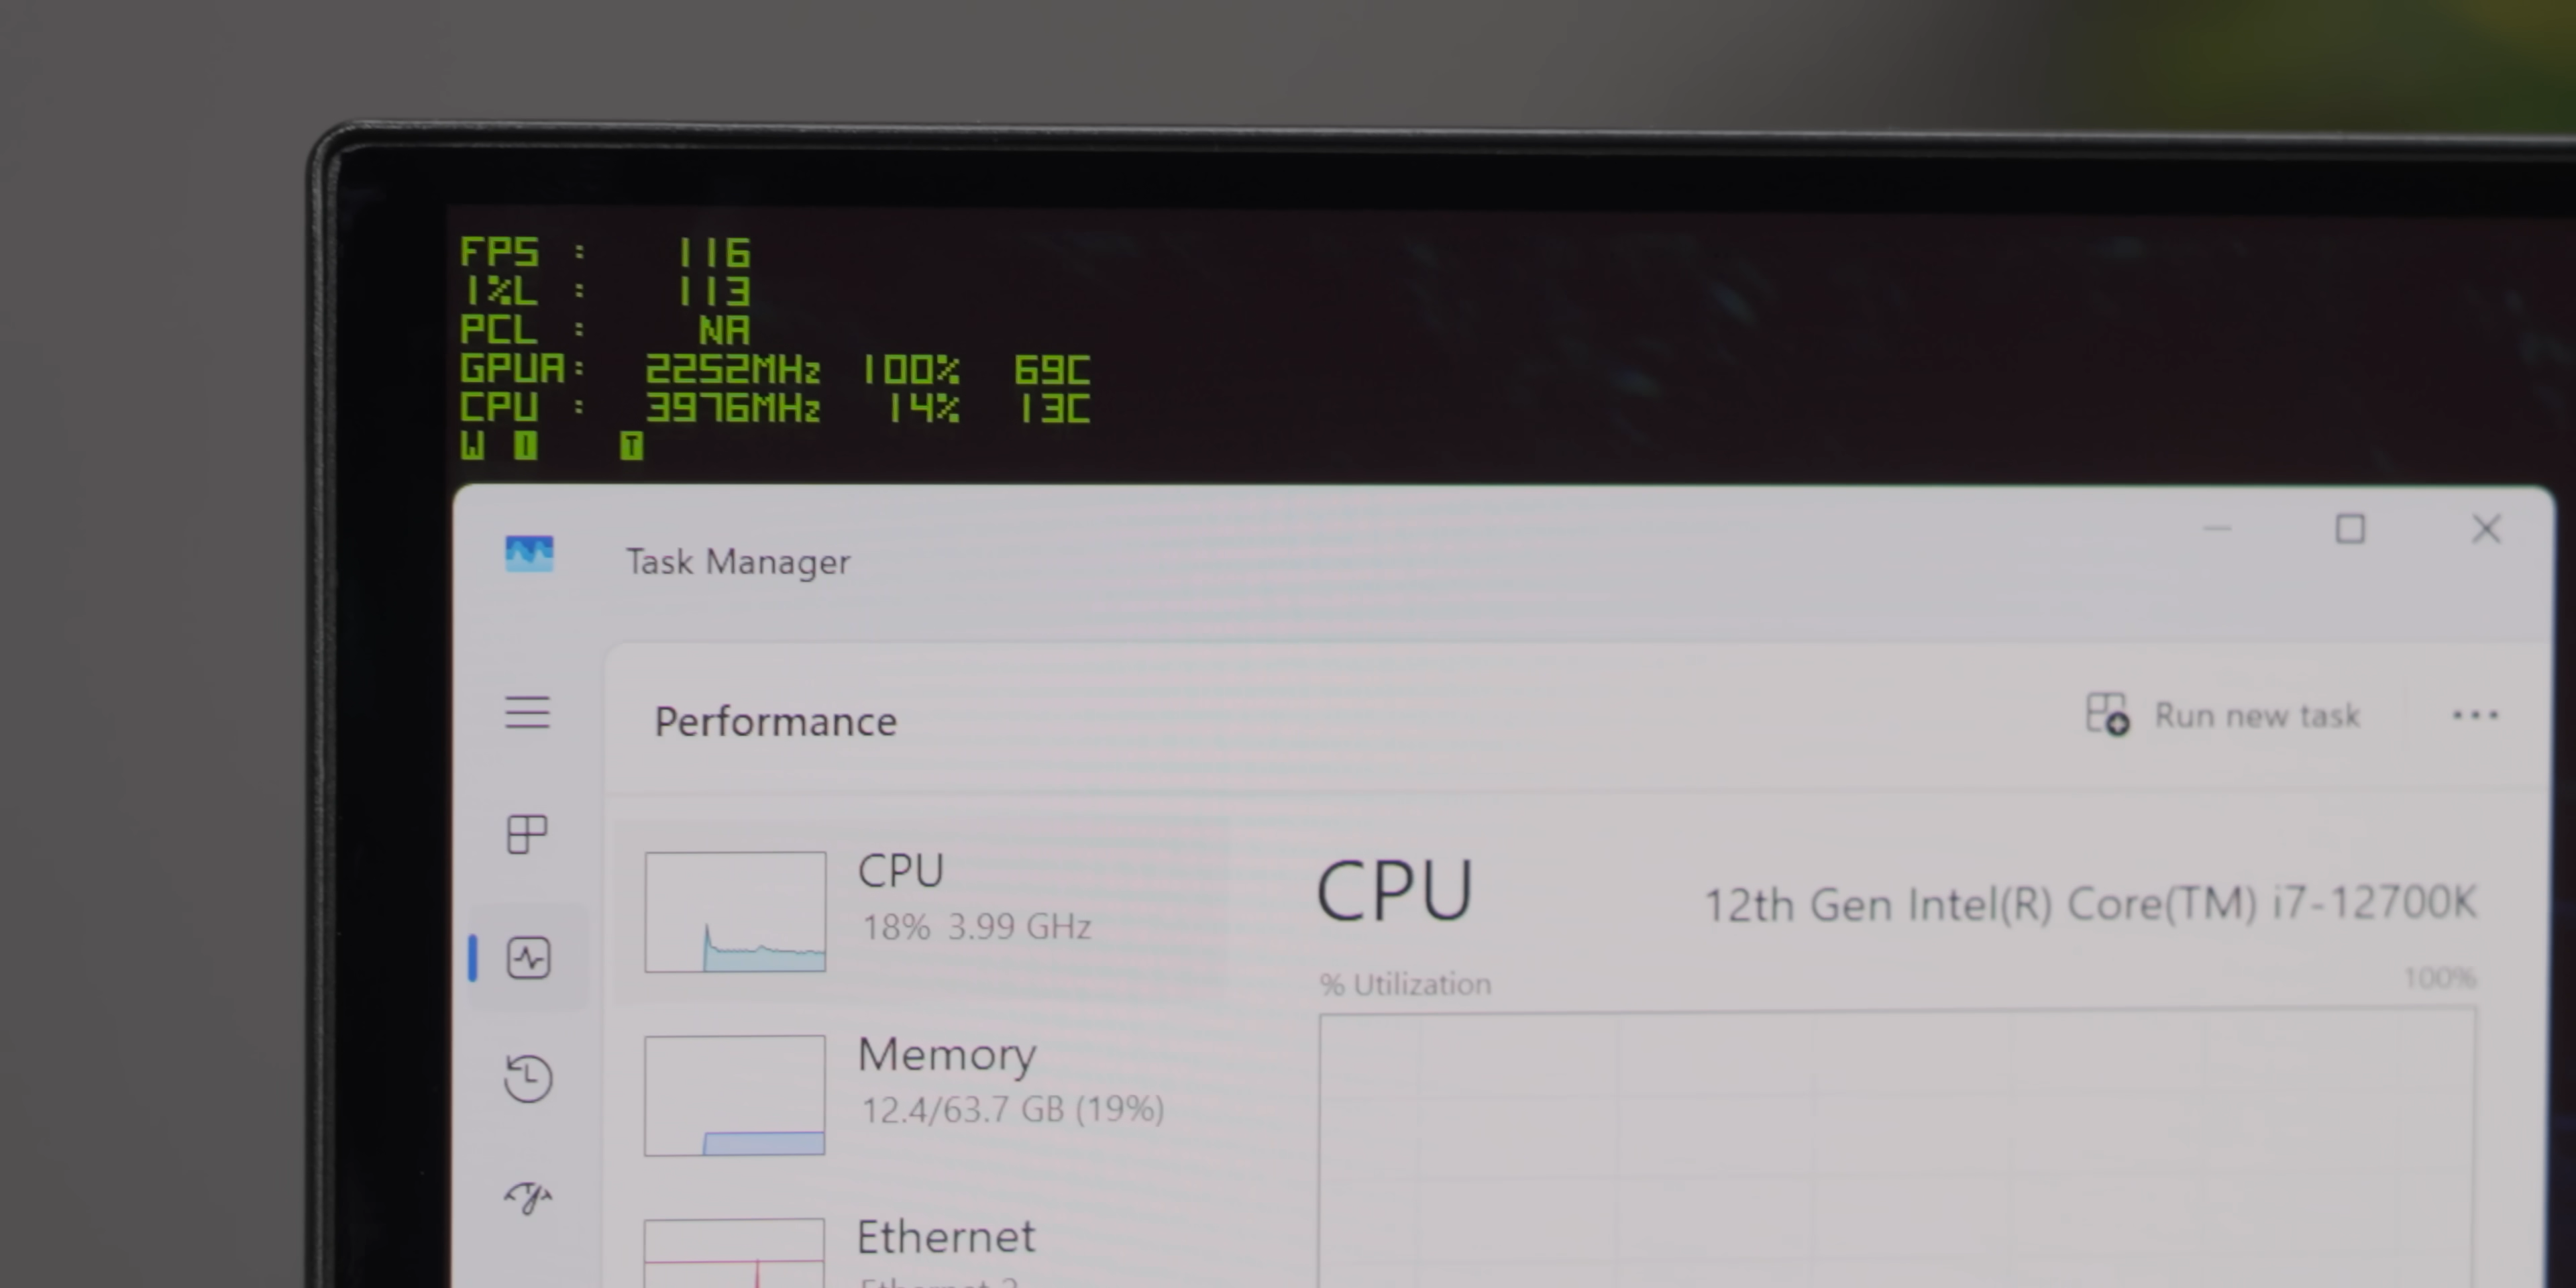 FPS : 116
1%L : 113
PCL : NA
GPUA: 2252MHz 100% 69C
CPU : 3976MHz 14% 13C
W I T
Task Manager
Performance
Run new task
CPU
18% 3.99 GHz
Memory
12.4/63.7 GB (19%)
Ethernet
CPU
12th Gen Intel(R) Core(TM) i7-12700K
% Utilization
100%